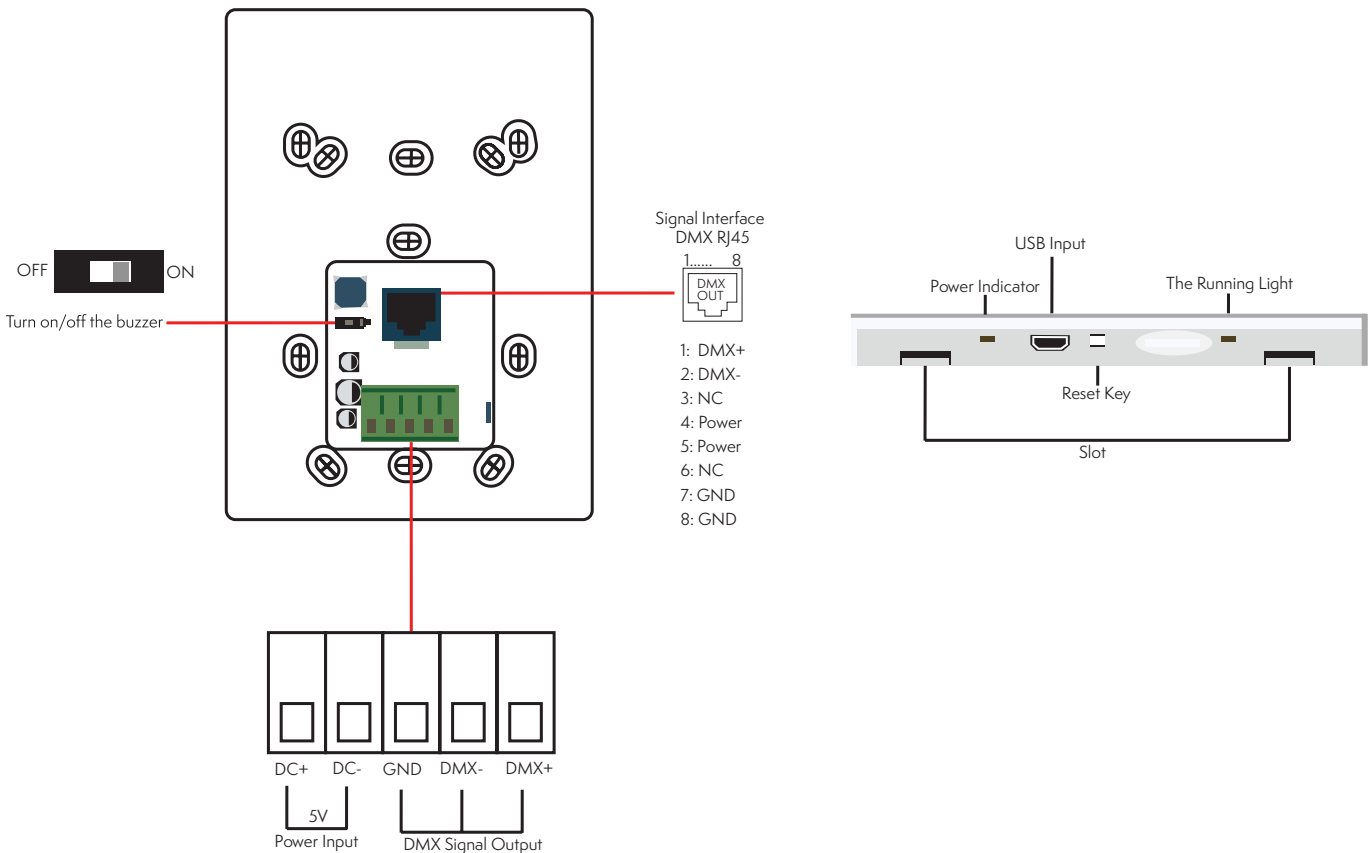 OFF
ON
Turn on/off the buzzer
Signal Interface
DMX RJ45
1...... 8
DMX
OUT
1: DMX+
2: DMX-
3: NC
4: Power
5: Power
6: NC
7: GND
8: GND
USB Input
Power Indicator
The Running Light
Reset Key
Slot
DC+ DC- GND DMX- DMX+
5V
Power Input
DMX Signal Output